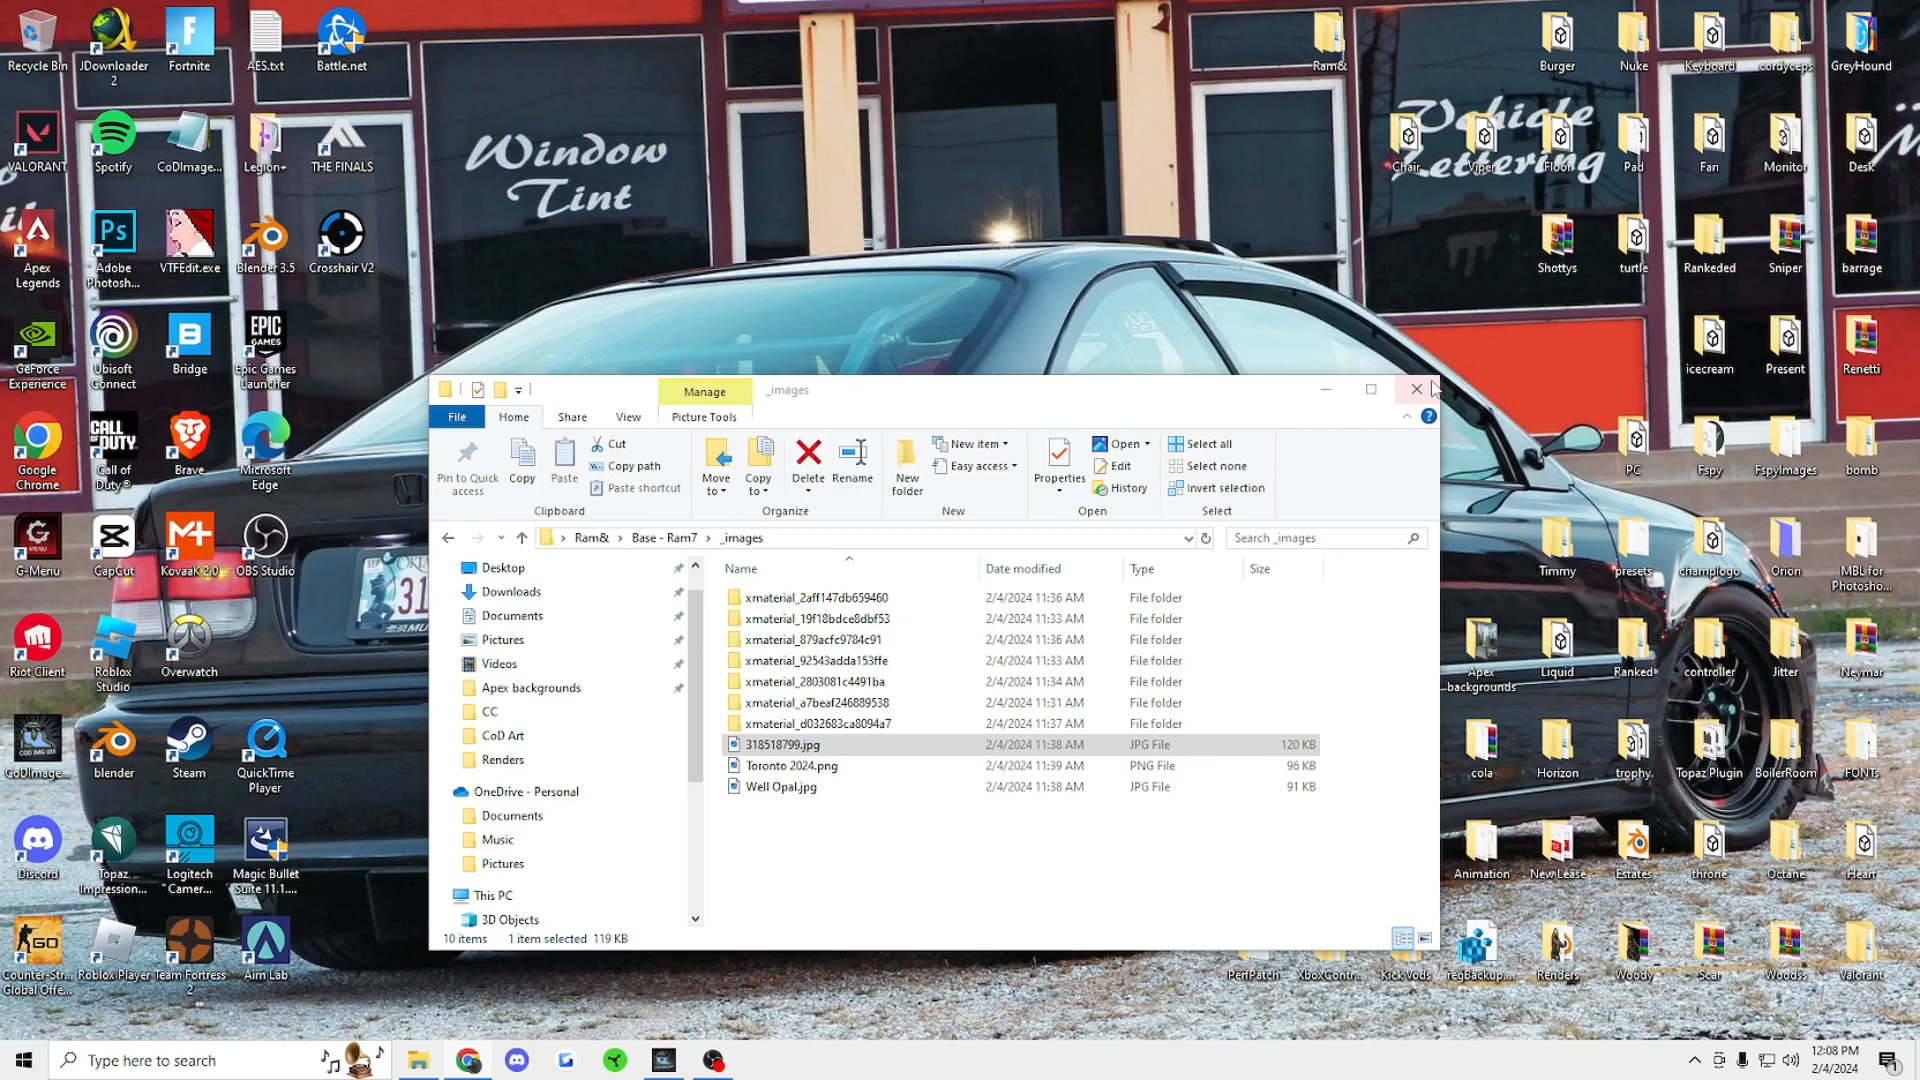 Recycle Bin
JDownloader 2
Fortnite
AES.txt
Battle.net
VALORANT
Spotify
CoDImage...
Legion+
THE FINALS
Apex Legends
Adobe Photosh...
VTFEdit.exe
Blender 3.5
Crosshair V2
GeForce Experience
Ubisoft Connect
Bridge
Epic Games Launcher
Google Chrome
Call of Duty®
Brave
Microsoft Edge
G-Menu
CapCut
KovaaK 2.0
OBS Studio
Riot Client
Roblox Studio
Overwatch
CoDImage...
blender
Steam
QuickTime Player
Discord
Topaz Impression...
Logitech Camer...
Magic Bullet Suite 11.1....
Counter-Str... Global Offe...
Roblox Player
Team Fortress 2
Aim Lab
Window
Tint
Vehicle
Lettering
Manage
_images
File
Home
Share
View
Picture Tools
Pin to Quick access
Copy
Paste
Cut
Copy path
Paste shortcut
Clipboard
Move to
Copy to
Delete
Rename
Organize
New folder
New item
Easy access
New
Properties
Open
Edit
History
Open
Select all
Select none
Invert selection
Select
Ram& > Base - Ram7 > _images
Search _images
Desktop
Downloads
Documents
Pictures
Videos
Apex backgrounds
CC
CoD Art
Renders
OneDrive - Personal
Documents
Music
Pictures
This PC
3D Objects
Name Date modified Type Size
xmaterial_2aff147db659460 2/4/2024 11:36 AM File folder
xmaterial_19f18bdce8dbf53 2/4/2024 11:33 AM File folder
xmaterial_879acfc9784c91 2/4/2024 11:36 AM File folder
xmaterial_92543adda153ffe 2/4/2024 11:33 AM File folder
xmaterial_2803081c4491ba 2/4/2024 11:34 AM File folder
xmaterial_a7beaf246889538 2/4/2024 11:31 AM File folder
xmaterial_d032683ca8094a7 2/4/2024 11:37 AM File folder
318518799.jpg 2/4/2024 11:38 AM JPG File 120 KB
Toronto 2024.png 2/4/2024 11:39 AM PNG File 96 KB
Well Opal.jpg 2/4/2024 11:38 AM JPG File 91 KB
10 items 1 item selected 119 KB
Ram&
Burger
Nuke
Keyboard
cordyceps
GreyHound
Chair
Viper
Floor
Pad
Fan
Monitor
Desk
Shottys
turtle
Rankeded
Sniper
barrage
icecream
Present
Renetti
PC
Fspy
FspyImages
bomb
Timmy
presets
champlogo
Orion
MBL for Photosho...
Apex backgrounds
Liquid
Ranked
controller
Jitter
Neymar
cola
Horizon
trophy
Topaz Plugin
BoilerRoom
FONTs
Animation
New Lease
Estates
throne
Octane
Heart
PerfPatch
XboxContr...
Kick Vods
regBackup....
Renders
Woody
Scar
Woodss
Valorant
Type here to search
12:08 PM
2/4/2024